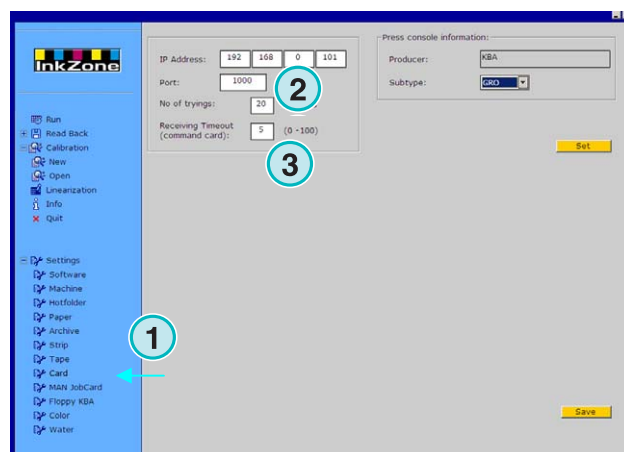 InkZone
Run
Read Back
Calibration
New
Open
Linearization
Info
Quit
Settings
Software
Machine
Hotfolder
Paper
Archive
Strip
Tape
Card
MAN JobCard
Floppy KBA
Color
Water
1
IP Address: 192 168 0 101
Port: 1000
2
No of tryings: 20
Receiving Timeout
(command card): 5 (0 -100)
3
Press console information:
Producer: KBA
Subtype: GRO
Set
Save